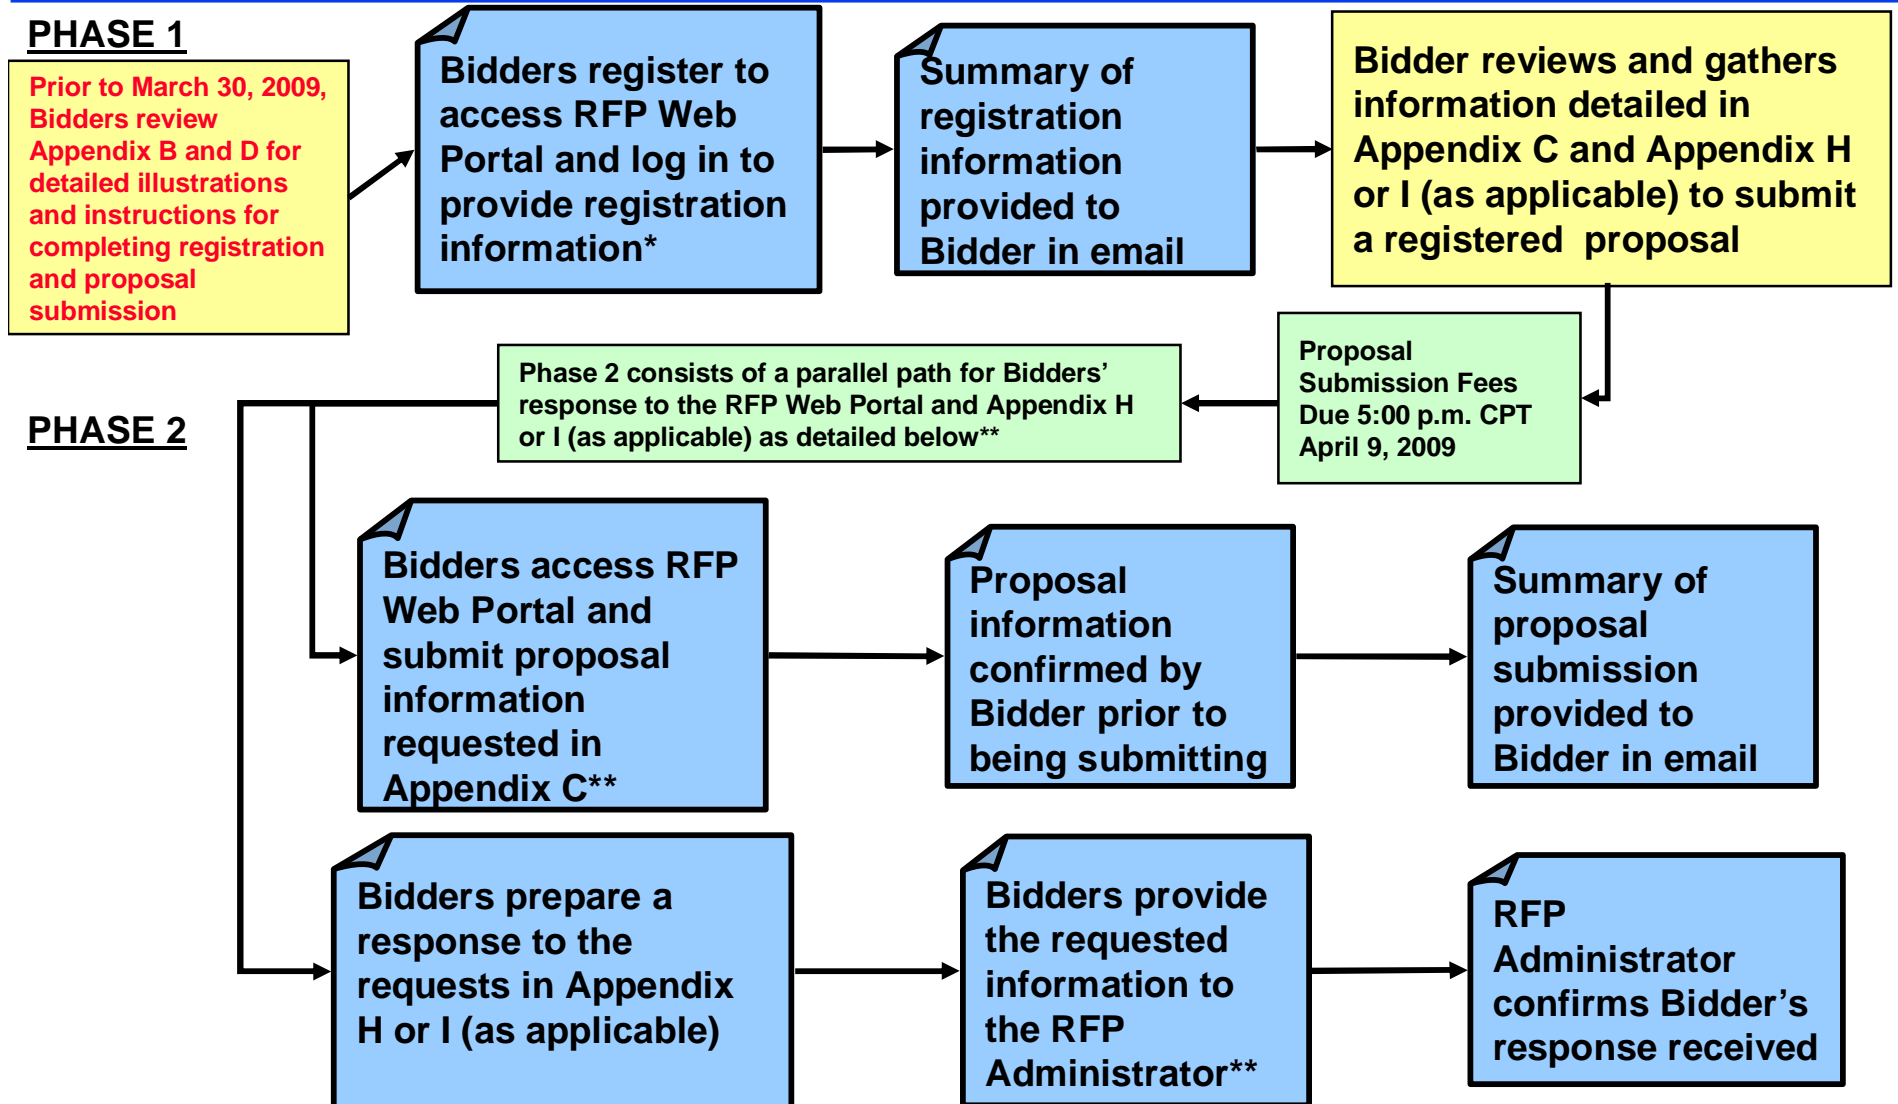 PHASE 1
Prior to March 30, 2009,
Bidders review
Appendix B and D for
detailed illustrations
and instructions for
completing registration
and proposal
submission
Bidders register to
access RFP Web
Portal and log in to
provide registration
information*
Summary of
registration
information
provided to
Bidder in email
Bidder reviews and gathers
information detailed in
Appendix C and Appendix H
or I (as applicable) to submit
a registered proposal
Proposal
Submission Fees
Due 5:00 p.m. CPT
April 9, 2009
Phase 2 consists of a parallel path for Bidders’
response to the RFP Web Portal and Appendix H
or I (as applicable) as detailed below**
PHASE 2
Bidders access RFP
Web Portal and
submit proposal
information
requested in
Appendix C**
Proposal
information
confirmed by
Bidder prior to
being submitting
Summary of
proposal
submission
provided to
Bidder in email
Bidders prepare a
response to the
requests in Appendix
H or I (as applicable)
Bidders provide
the requested
information to
the RFP
Administrator**
RFP
Administrator
confirms Bidder’s
response received